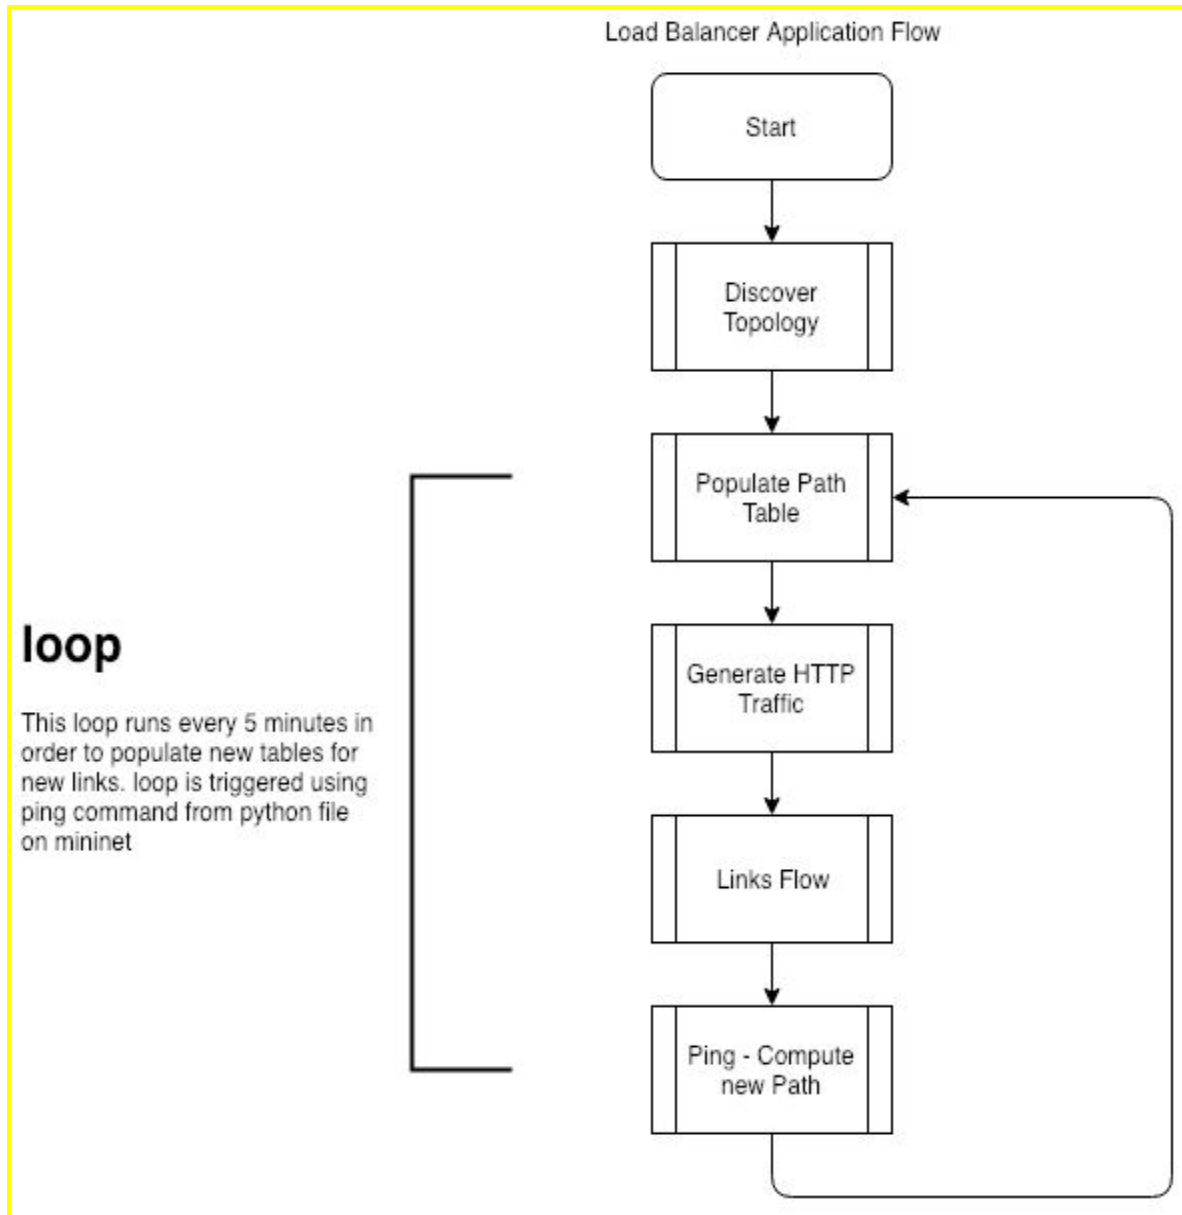 Load Balancer Application Flow
Start
Discover
Topology
Populate Path
Table
Generate HTTP
Traffic
Links Flow
Ping - Compute
new Path
loop
This loop runs every 5 minutes in
order to populate new tables for
new links. loop is triggered using
ping command from python file
on mininet